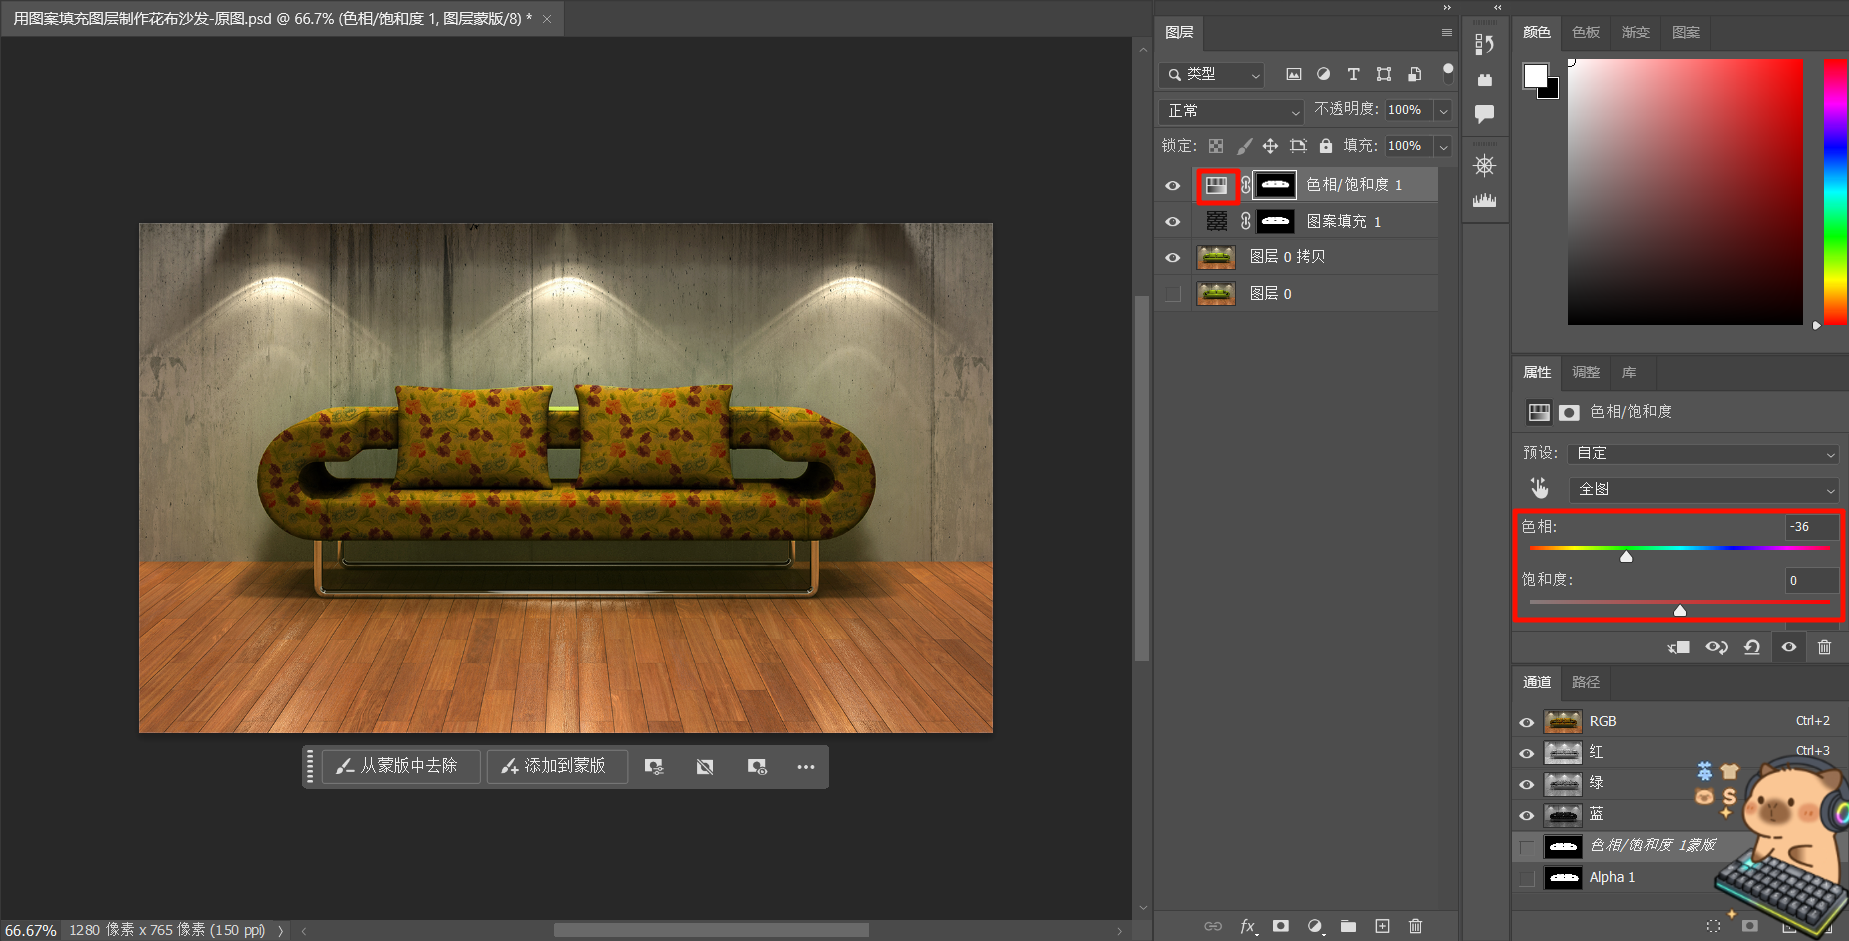 用图案填充图层制作花布沙发-原图.psd @ 66.7% (色相/饱和度 1, 图层蒙版/8) *
从蒙版中去除
添加到蒙版
66.67%
1280 像素 x 765 像素 (150 ppi)
图层
类型
正常
不透明度: 100%
锁定:
填充: 100%
色相/饱和度 1
图案填充 1
图层 0 拷贝
图层 0
fx
颜色
色板
渐变
图案
属性
调整
库
色相/饱和度
预设: 自定
全图
色相: -36
饱和度: 0
通道
路径
RGB Ctrl+2
红 Ctrl+3
绿
蓝
色相/饱和度 1蒙版
Alpha 1
英
S